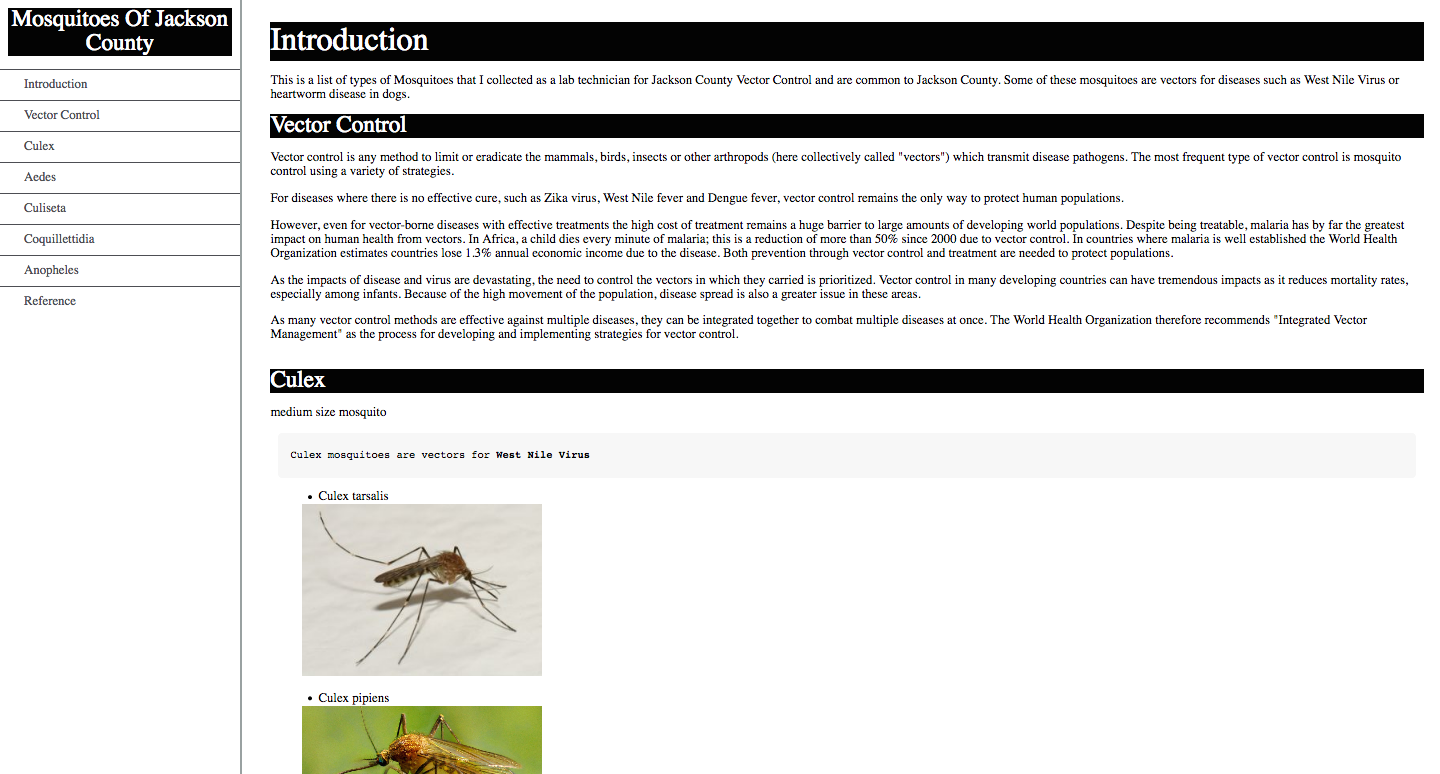 Mosquitoes Of Jackson
County
Introduction
Vector Control
Culex
Aedes
Culiseta
Coquillettidia
Anopheles
Reference
Introduction
This is a list of types of Mosquitoes that I collected as a lab technician for Jackson County Vector Control and are common to Jackson County. Some of these mosquitoes are vectors for diseases such as West Nile Virus or
heartworm disease in dogs.
Vector Control
Vector control is any method to limit or eradicate the mammals, birds, insects or other arthropods (here collectively called "vectors") which transmit disease pathogens. The most frequent type of vector control is mosquito
control using a variety of strategies.
For diseases where there is no effective cure, such as Zika virus, West Nile fever and Dengue fever, vector control remains the only way to protect human populations.
However, even for vector-borne diseases with effective treatments the high cost of treatment remains a huge barrier to large amounts of developing world populations. Despite being treatable, malaria has by far the greatest
impact on human health from vectors. In Africa, a child dies every minute of malaria; this is a reduction of more than 50% since 2000 due to vector control. In countries where malaria is well established the World Health
Organization estimates countries lose 1.3% annual economic income due to the disease. Both prevention through vector control and treatment are needed to protect populations.
As the impacts of disease and virus are devastating, the need to control the vectors in which they carried is prioritized. Vector control in many developing countries can have tremendous impacts as it reduces mortality rates,
especially among infants. Because of the high movement of the population, disease spread is also a greater issue in these areas.
As many vector control methods are effective against multiple diseases, they can be integrated together to combat multiple diseases at once. The World Health Organization therefore recommends "Integrated Vector
Management" as the process for developing and implementing strategies for vector control.
Culex
medium size mosquito
Culex mosquitoes are vectors for West Nile Virus
• Culex tarsalis
• Culex pipiens